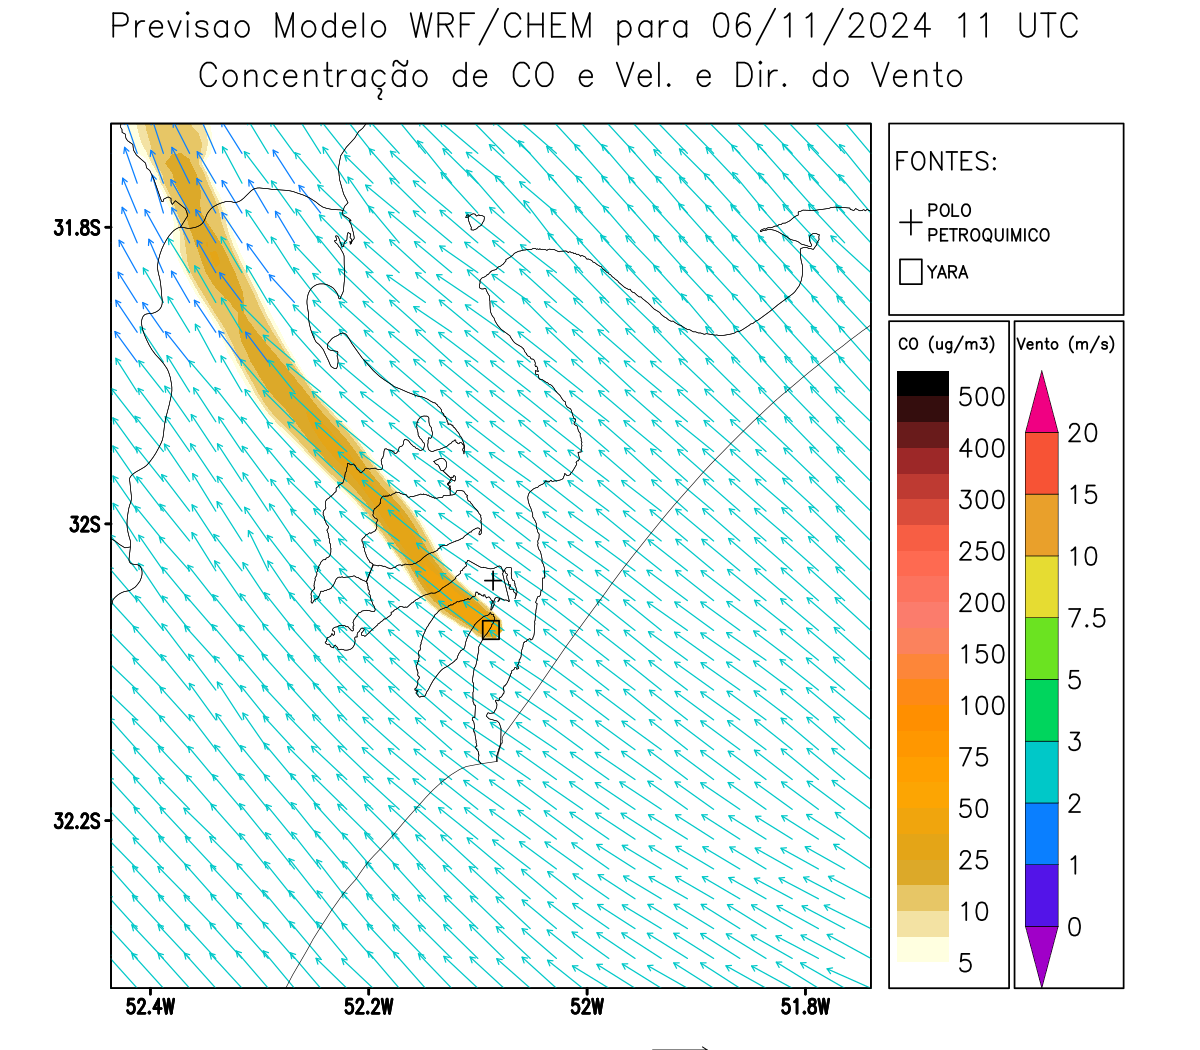 Previsao Modelo WRF/CHEM para 06/11/2024 11 UTC
Concentração de CO e Vel. e Dir. do Vento
FONTES:
POLO
PETROQUIMICO
YARA
CO (ug/m3)
500
400
300
250
200
150
100
75
50
25
10
5
Vento (m/s)
20
15
10
7.5
5
3
2
1
0
31.8S
32S
32.2S
52.4W
52.2W
52W
51.8W